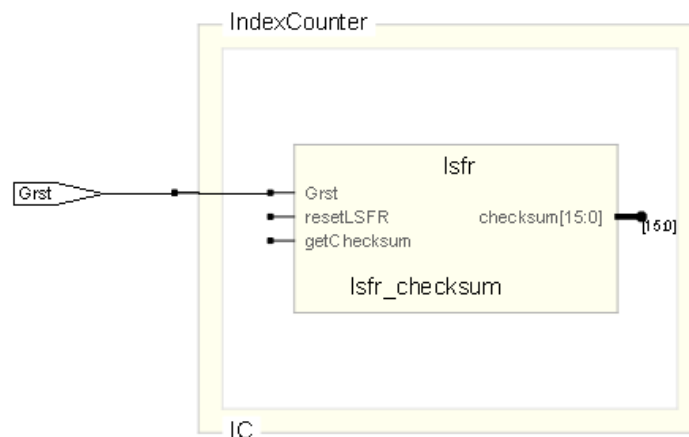 IndexCounter
lsfr
Grst
Grst
resetLSFR
checksum[15:0]
[15:0]
getChecksum
lsfr_checksum
IC